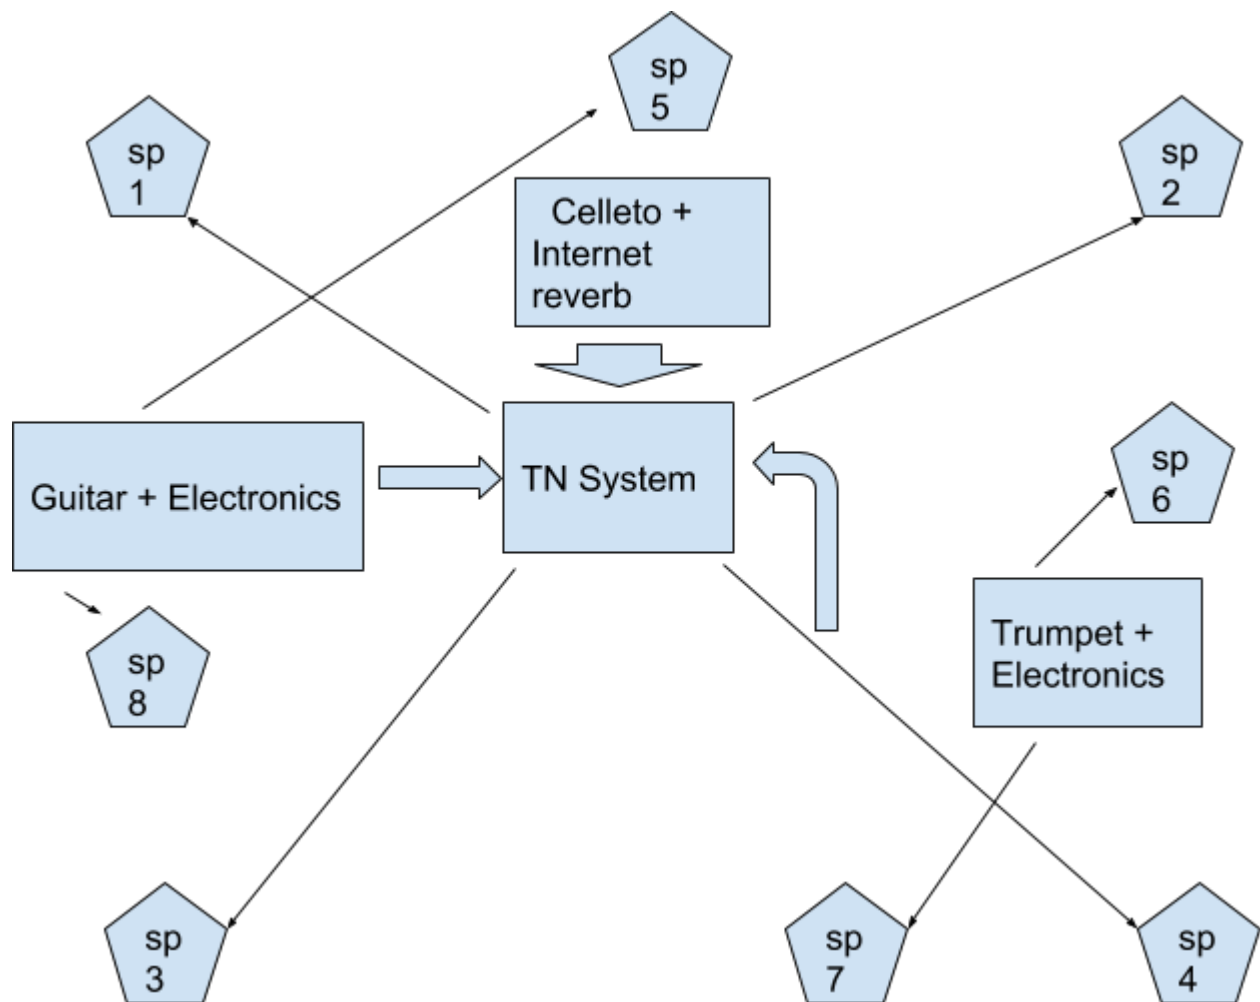 sp
5
sp
1
sp
2
Celleto +
Internet
reverb
Guitar + Electronics
TN System
sp
6
Trumpet +
Electronics
sp
8
sp
3
sp
7
sp
4